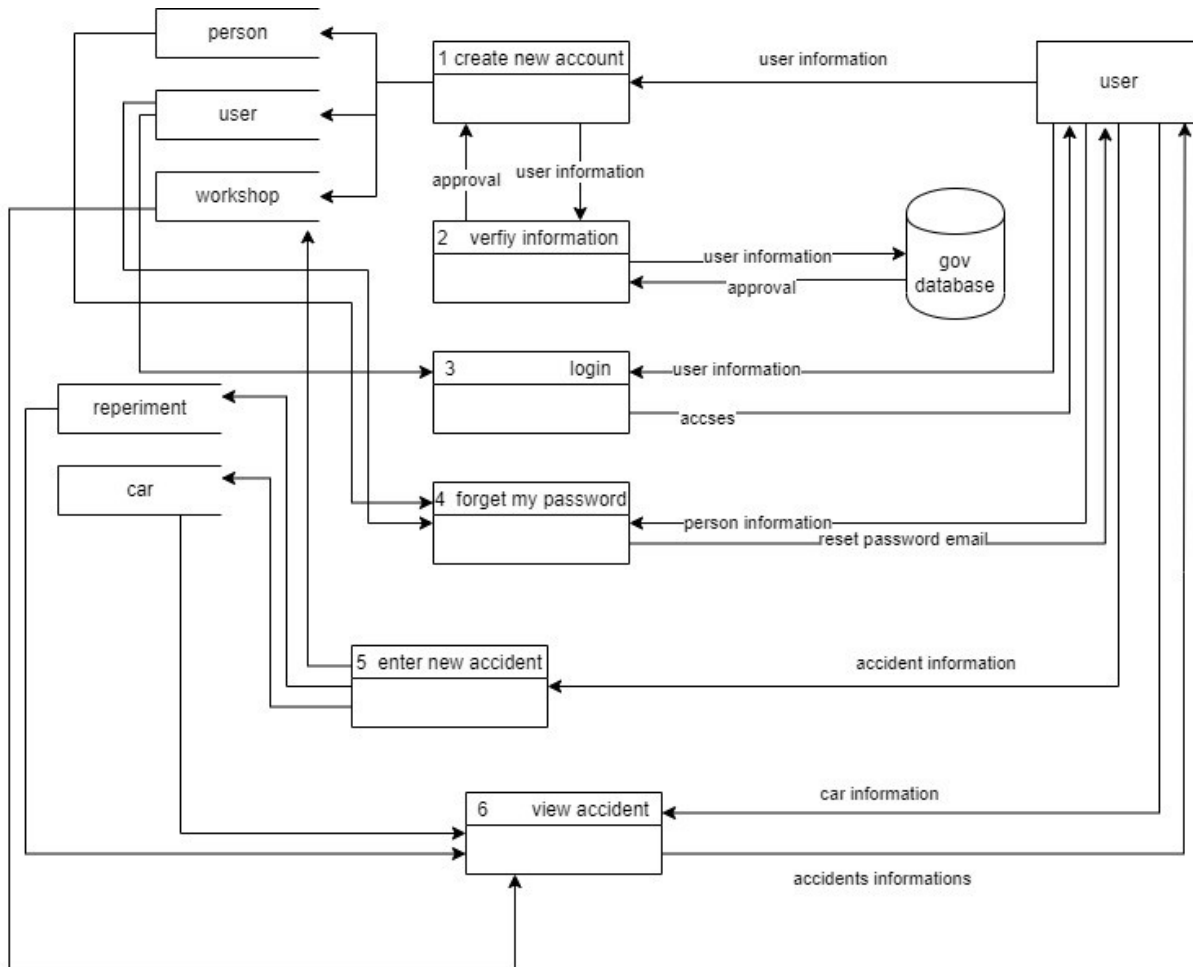 person
1 create new account
user information
user
user
workshop
approval
user information
2 verfiy information
user information
approval
gov
database
3 login
user information
accses
reperiment
car
4 forget my password
person information
reset password email
5 enter new accident
accident information
car information
6 view accident
accidents informations